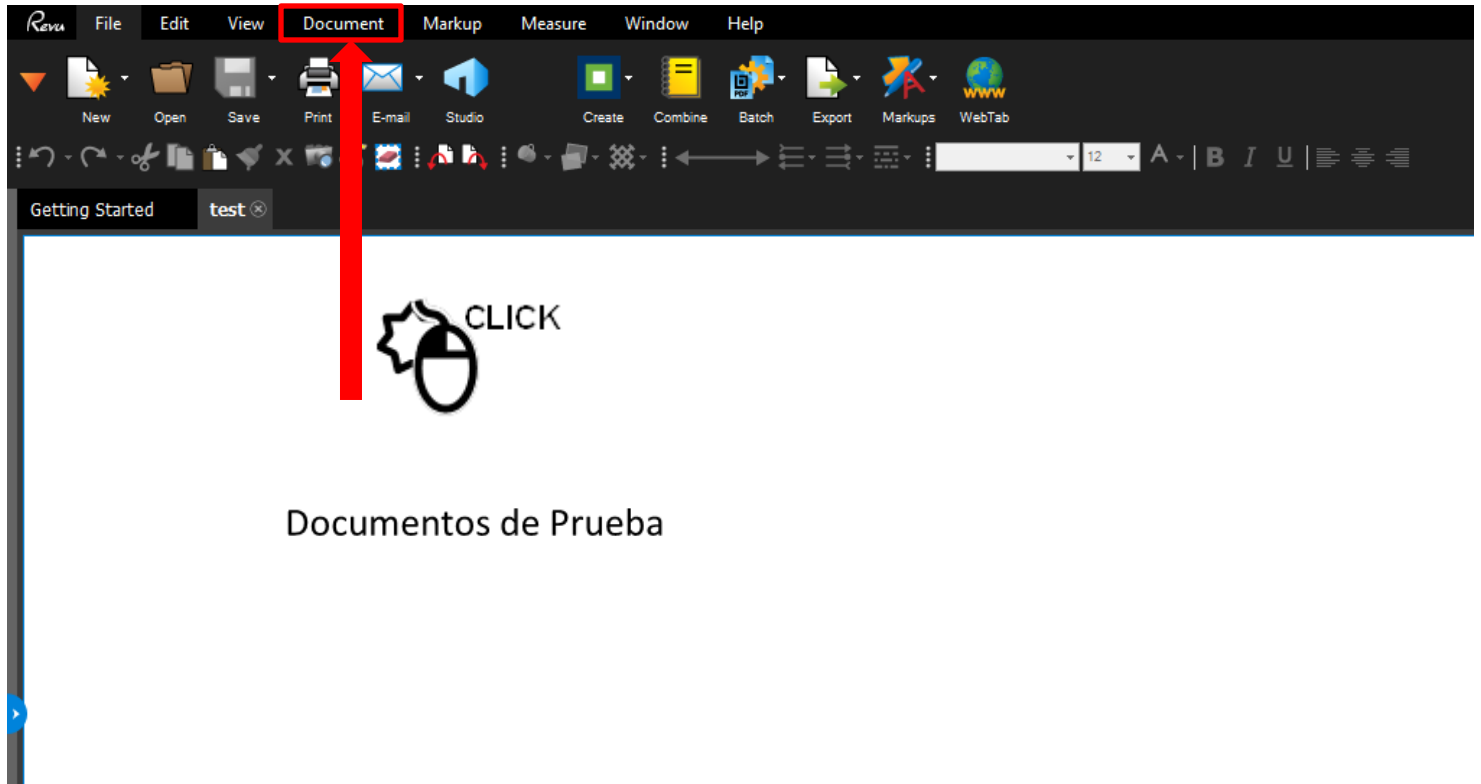 Revu File Edit View Document Markup Measure Window Help
New Open Save Print E-mail Studio Create Combine Batch Export Markups WebTab
12 A B I U
Getting Started test
CLICK
Documentos de Prueba